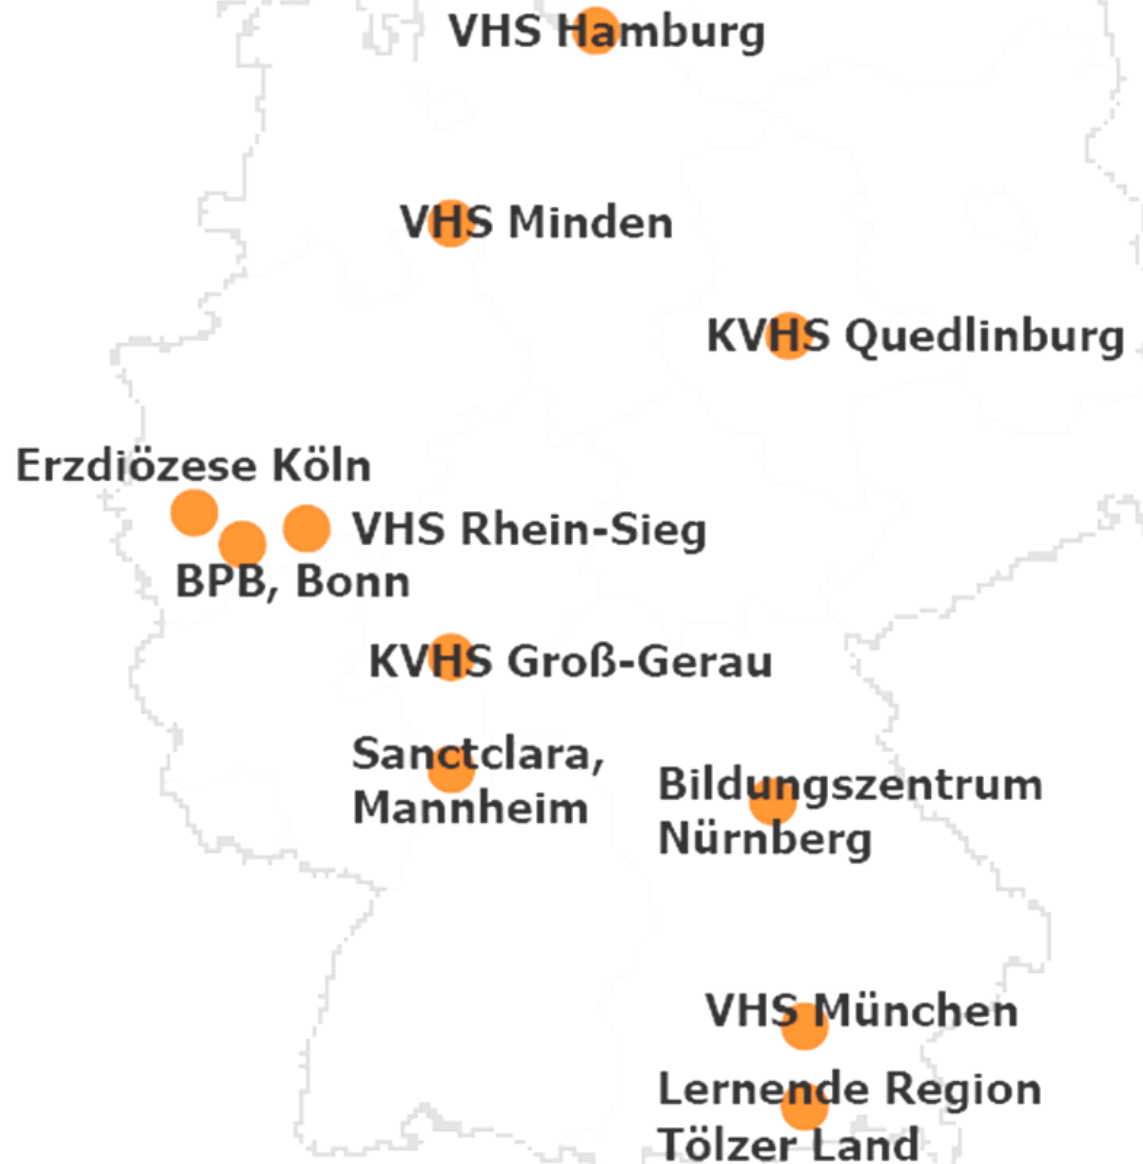 VHS Hamburg
VHS Minden
KVHS Quedlinburg
Erzdiözese Köln
VHS Rhein-Sieg
BPB, Bonn
KVHS Groß-Gerau
Sanctclara,
Mannheim
Bildungszentrum
Nürnberg
VHS München
Lernende Region
Tölzer Land